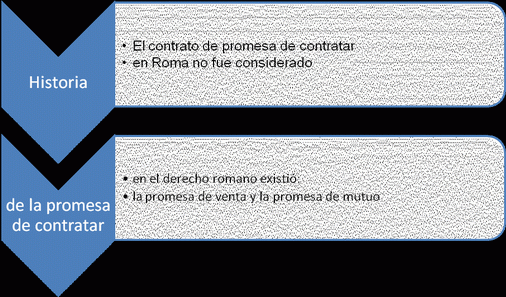 Historia
• El contrato de promesa de contratar
• en Roma no fue considerado
de la promesa
de contratar
• en el derecho romano existió
• la promesa de venta y la promesa de mutuo